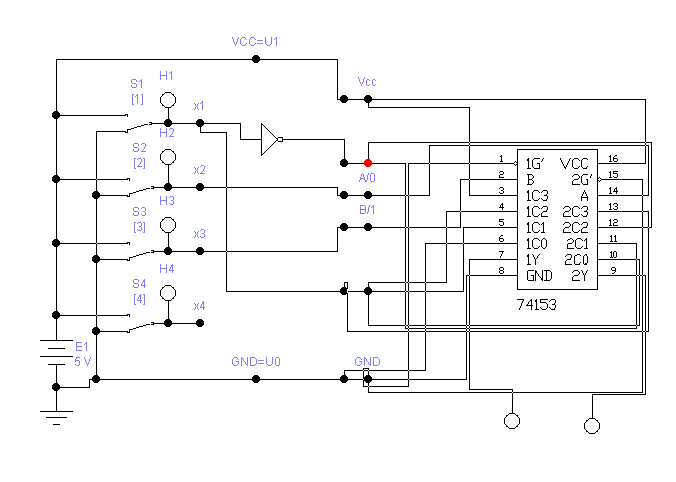 VCC=U1
H1
S1
[1]
Vcc
x1
H2
S2
[2]
x2
A/0
H3
S3
[3]
x3
B/1
H4
S4
[4]
x4
E1
5 V
GND=U0
GND
1 1G' VCC 16
2 B 2G' 15
3 1C3 A 14
4 1C2 2C3 13
5 1C1 2C2 12
6 1C0 2C1 11
7 1Y 2C0 10
8 GND 2Y 9
74153